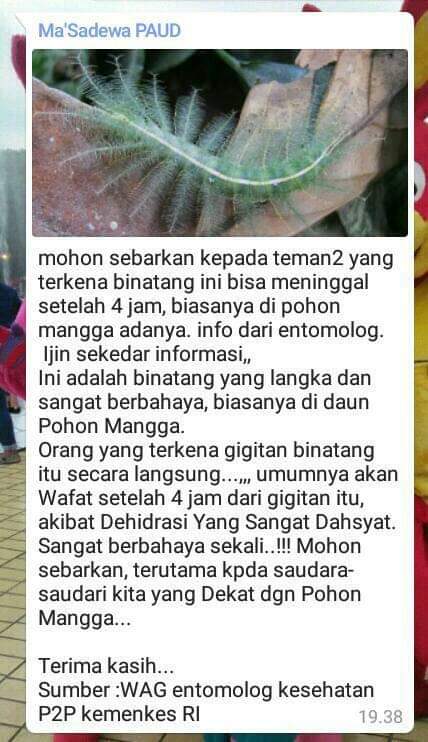 Ma'Sadewa PAUD
mohon sebarkan kepada teman2 yang
terkena binatang ini bisa meninggal
setelah 4 jam, biasanya di pohon
mangga adanya. info dari entomolog.
Ijin sekedar informasi,,
Ini adalah binatang yang langka dan
sangat berbahaya, biasanya di daun
Pohon Mangga.
Orang yang terkena gigitan binatang
itu secara langsung...,,, umumnya akan
Wafat setelah 4 jam dari gigitan itu,
akibat Dehidrasi Yang Sangat Dahsyat.
Sangat berbahaya sekali..!!! Mohon
sebarkan, terutama kpda saudara-
saudari kita yang Dekat dgn Pohon
Mangga...
Terima kasih...
Sumber :WAG entomolog kesehatan
P2P kemenkes RI
19.38